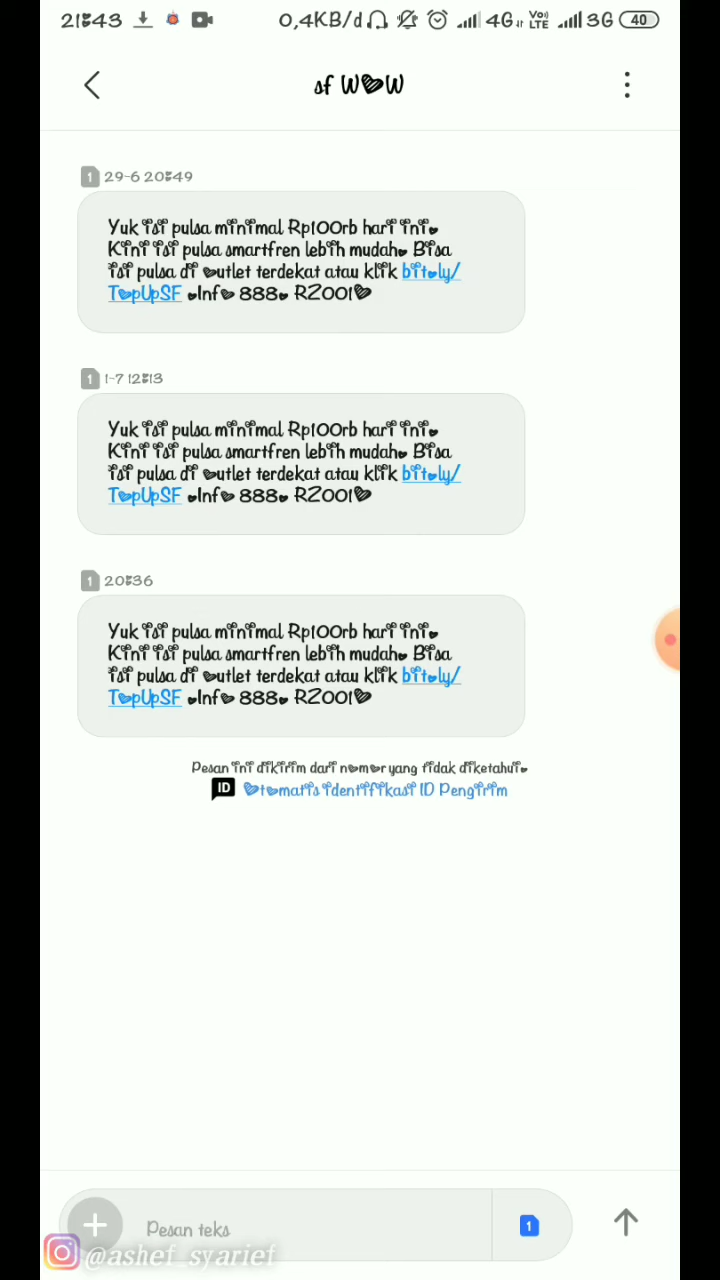 21:43 0,4KB/d 4G Vo) LTE 3G 40
sf WOW
1 29-6 20:49
Yuk isi pulsa minimal Rp100rb hari ini.
Kini isi pulsa smartfren lebih mudah. Bisa
isi pulsa di outlet terdekat atau klik bit.ly/
TopUpSF .Info 888. RZ001O
1 1-7 12:13
Yuk isi pulsa minimal Rp100rb hari ini.
Kini isi pulsa smartfren lebih mudah. Bisa
isi pulsa di outlet terdekat atau klik bit.ly/
TopUpSF .Info 888. RZ001O
1 20:36
Yuk isi pulsa minimal Rp100rb hari ini.
Kini isi pulsa smartfren lebih mudah. Bisa
isi pulsa di outlet terdekat atau klik bit.ly/
TopUpSF .Info 888. RZ001O
Pesan ini dikirim dari nomor yang tidak diketahui.
ID Otomatis identifikasi ID Pengirim
Pesan teks
1
@ashef_syarief